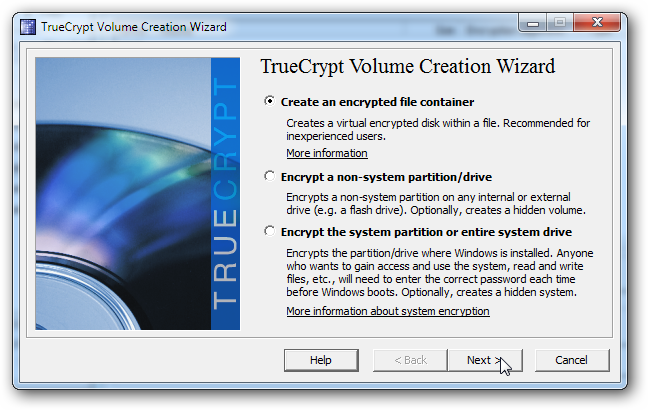 TrueCrypt Volume Creation Wizard
TRUECRYPT
TrueCrypt Volume Creation Wizard
Create an encrypted file container
Creates a virtual encrypted disk within a file. Recommended for
inexperienced users.
More information
Encrypt a non-system partition/drive
Encrypts a non-system partition on any internal or external
drive (e.g. a flash drive). Optionally, creates a hidden volume.
Encrypt the system partition or entire system drive
Encrypts the partition/drive where Windows is installed. Anyone
who wants to gain access and use the system, read and write
files, etc., will need to enter the correct password each time
before Windows boots. Optionally, creates a hidden system.
More information about system encryption
Help
< Back
Next >
Cancel